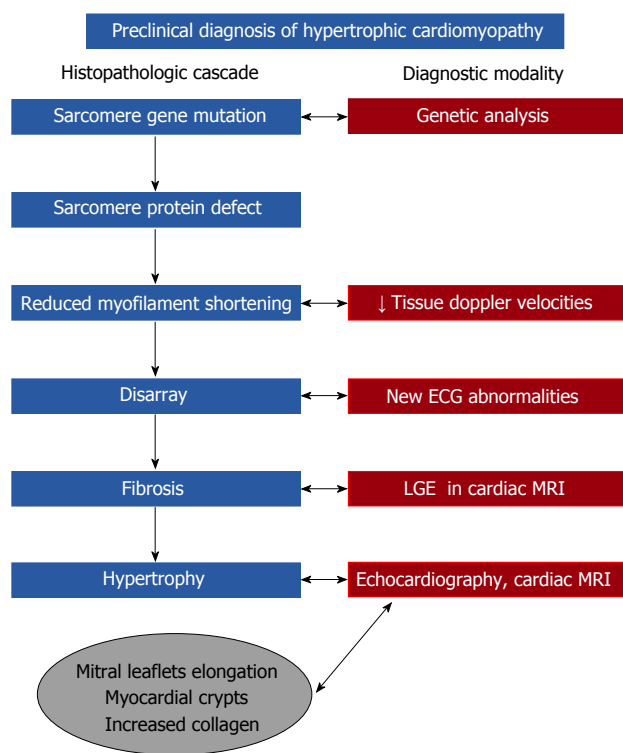 Preclinical diagnosis of hypertrophic cardiomyopathy
Histopathologic cascade
Diagnostic modality
Sarcomere gene mutation
Genetic analysis
Sarcomere protein defect
Reduced myofilament shortening
↓ Tissue doppler velocities
Disarray
New ECG abnormalities
Fibrosis
LGE in cardiac MRI
Hypertrophy
Echocardiography, cardiac MRI
Mitral leaflets elongation
Myocardial crypts
Increased collagen